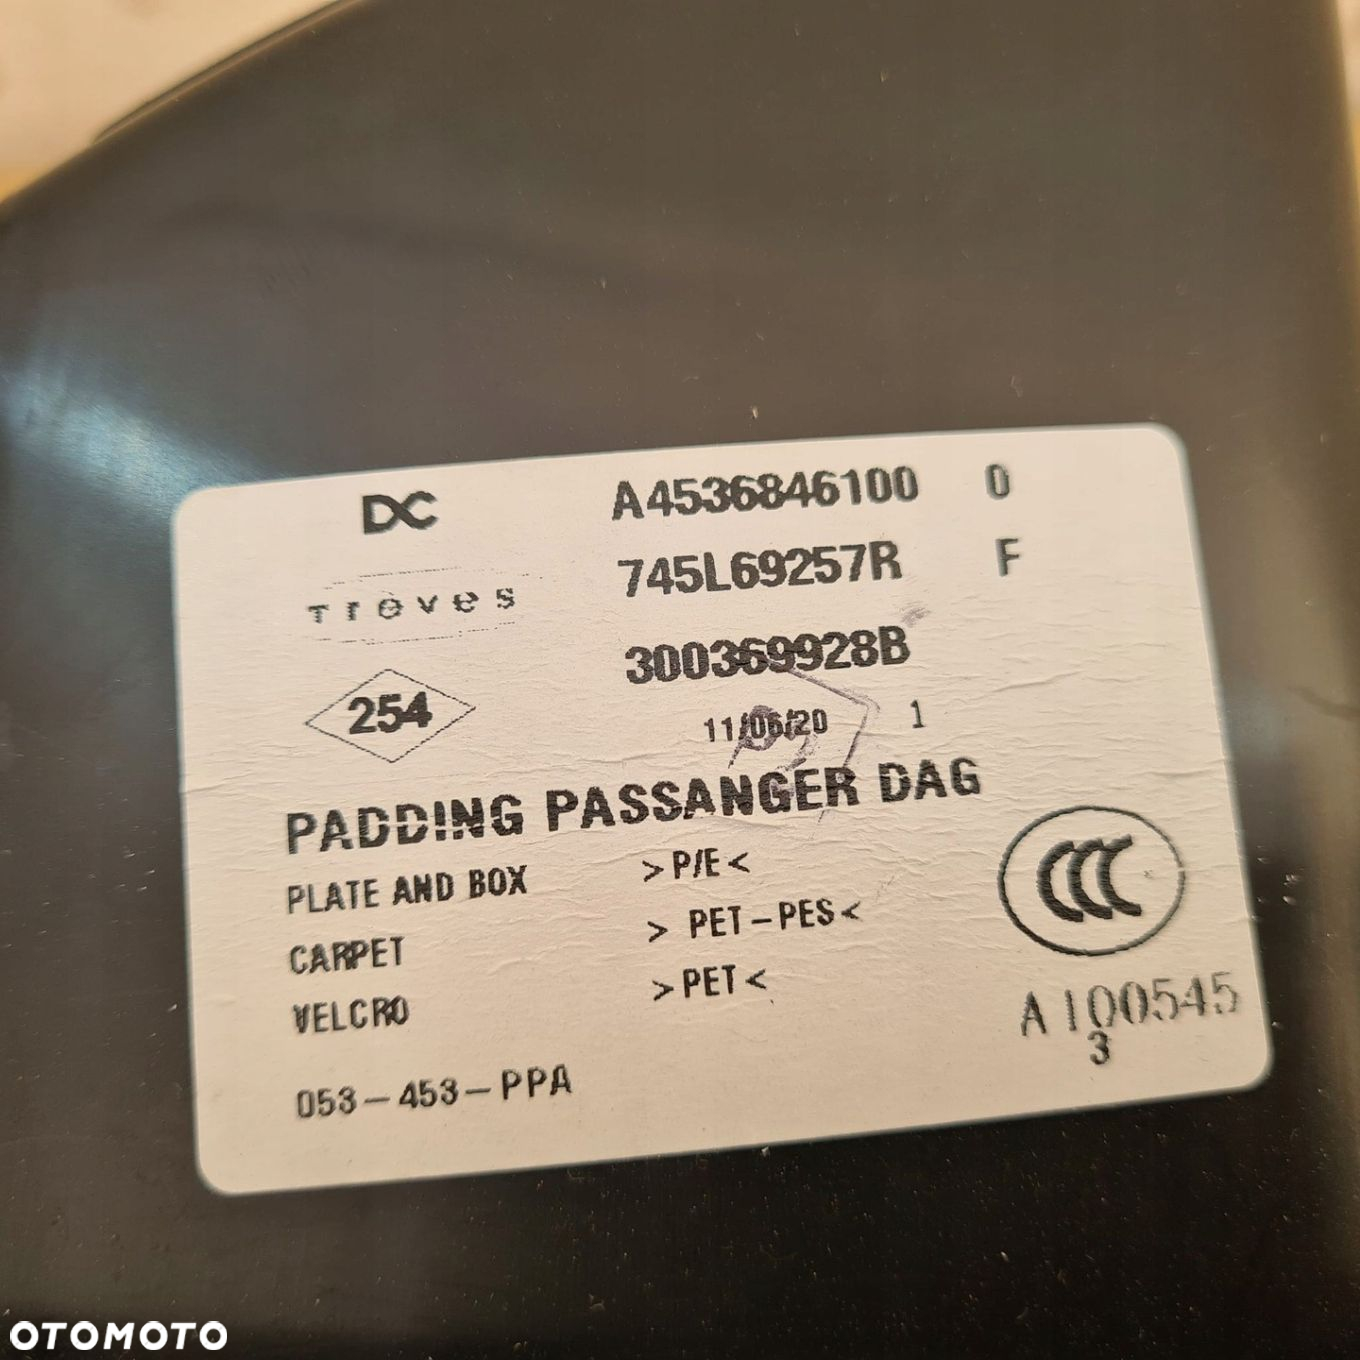 DC A4536846100 0
Treves 745L69257R F
300369928B
254 11/06/20 1
PADDING PASSANGER DAG
PLATE AND BOX >P/E<
CARPET > PET-PES<
VELCRO >PET<
CCC
A100545
3
053-453-PPA
OTOMOTO